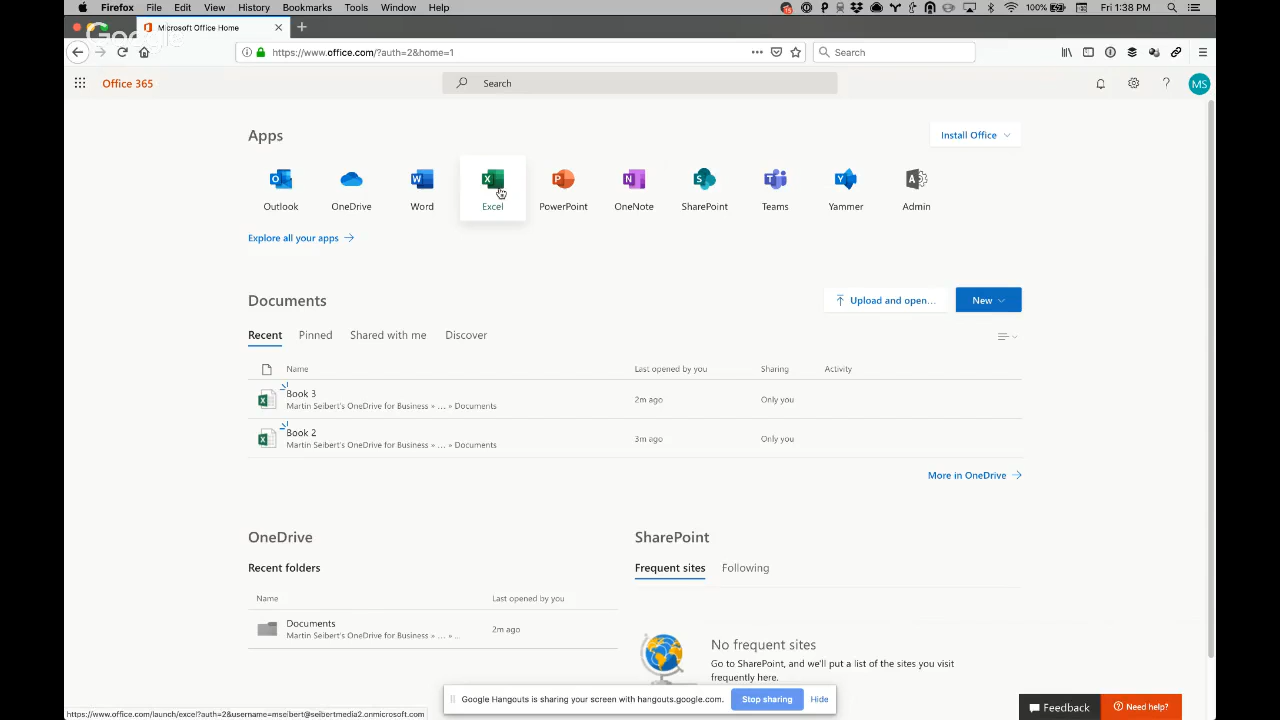 Firefox File Edit View History Bookmarks Tools Window Help
15 100% Fri 1:38 PM
Google
Microsoft Office Home
https://www.office.com/?auth=2&home=1
Search
Office 365
Search
MS
Apps
Install Office
O W X P N S T Y A
Outlook OneDrive Word Excel PowerPoint OneNote SharePoint Teams Yammer Admin
Explore all your apps
Documents
Upload and open...
New
Recent Pinned Shared with me Discover
Name Last opened by you Sharing Activity
Book 3
Martin Seibert's OneDrive for Business » ... » Documents
2m ago Only you
Book 2
Martin Seibert's OneDrive for Business » ... » Documents
3m ago Only you
More in OneDrive
OneDrive
Recent folders
Name Last opened by you
Documents
Martin Seibert's OneDrive for Business » ...
2m ago
SharePoint
Frequent sites Following
No frequent sites
Go to SharePoint, and we'll put a list of the sites you visit
frequently here.
Google Hangouts is sharing your screen with hangouts.google.com. Stop sharing Hide
Feedback Need help?
https://www.office.com/launch/excel?auth=2&username=mseibert@seibertmedia2.onmicrosoft.com